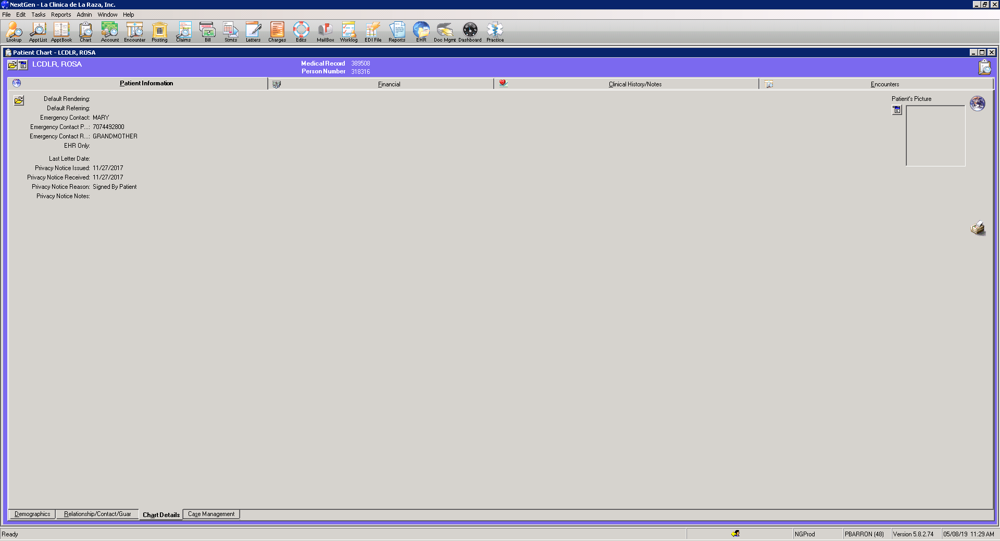 NextGen - La Clinica de La Raza, Inc.
File Edit Tasks Reports Admin Window Help
Lookup ApptList ApptBook Chart Account Encounter Posting Claims Bill Stmts Letters Charges Edits MailBox Worklog EDI File Reports EHR Doc Mgmt Dashboard Practice
Patient Chart - LCDLR, ROSA
LCDLR, ROSA
Medical Record 389508
Person Number 318316
Patient Information Financial Clinical History/Notes Encounters
Default Rendering:
Default Referring:
Emergency Contact: MARY
Emergency Contact P...: 7074492800
Emergency Contact R...: GRANDMOTHER
EHR Only:
Last Letter Date:
Privacy Notice Issued: 11/27/2017
Privacy Notice Received: 11/27/2017
Privacy Notice Reason: Signed By Patient
Privacy Notice Notes:
Patient's Picture
Demographics Relationship/Contact/Guar Chart Details Case Management
Ready NGProd PBARRON (48) Version 5.8.2.74 05/08/19 11:29 AM